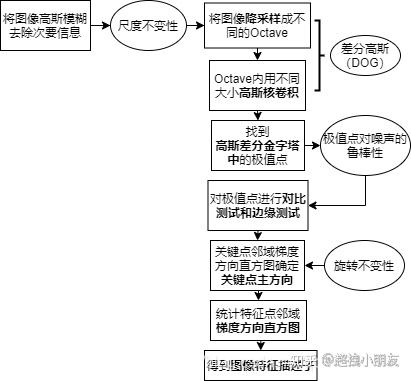 将图像高斯模糊
去除次要信息
尺度不变性
将图像降采样成
不同的Octave
差分高斯
（DOG）
Octave内用不同
大小高斯核卷积
找到
高斯差分金字塔
中的极值点
极值点对噪声的
鲁棒性
对极值点进行对比
测试和边缘测试
关键点邻域梯度
方向直方图确定
关键点主方向
旋转不变性
统计特征点邻域
梯度方向直方图
得到图像特征描述子
知乎 @超拽小朋友